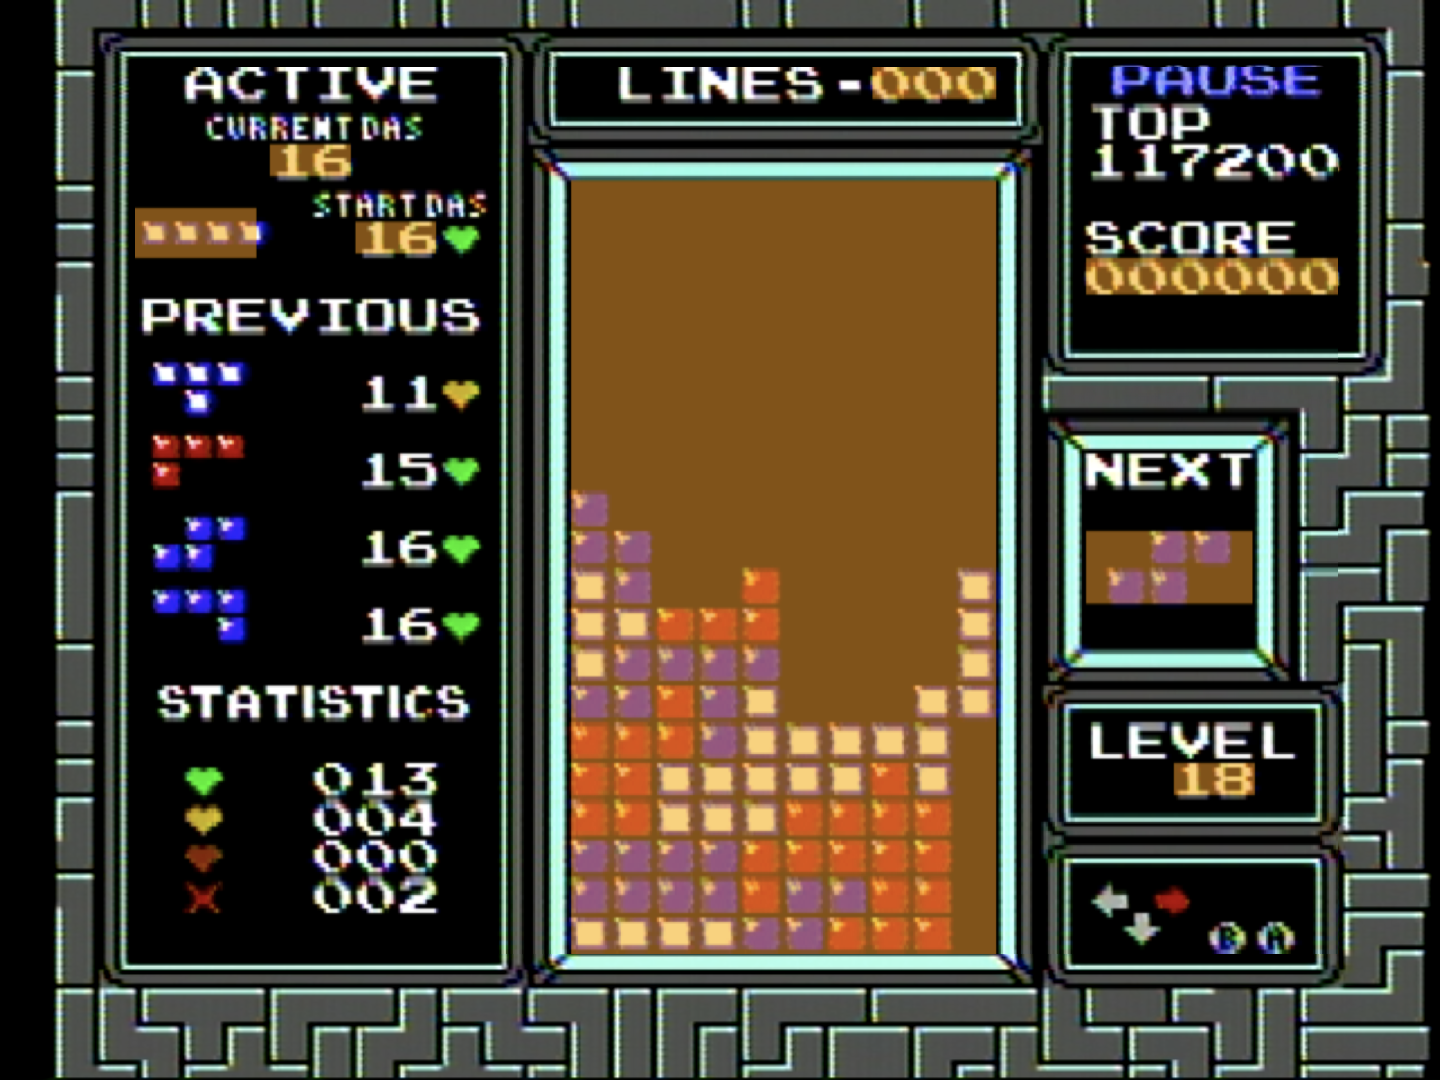 ACTIVE
CURRENT DAS
16
START DAS
16
PREVIOUS
11
15
16
16
STATISTICS
013
004
000
002
LINES-000
PAUSE
TOP
117200
SCORE
000000
NEXT
LEVEL
18
B A